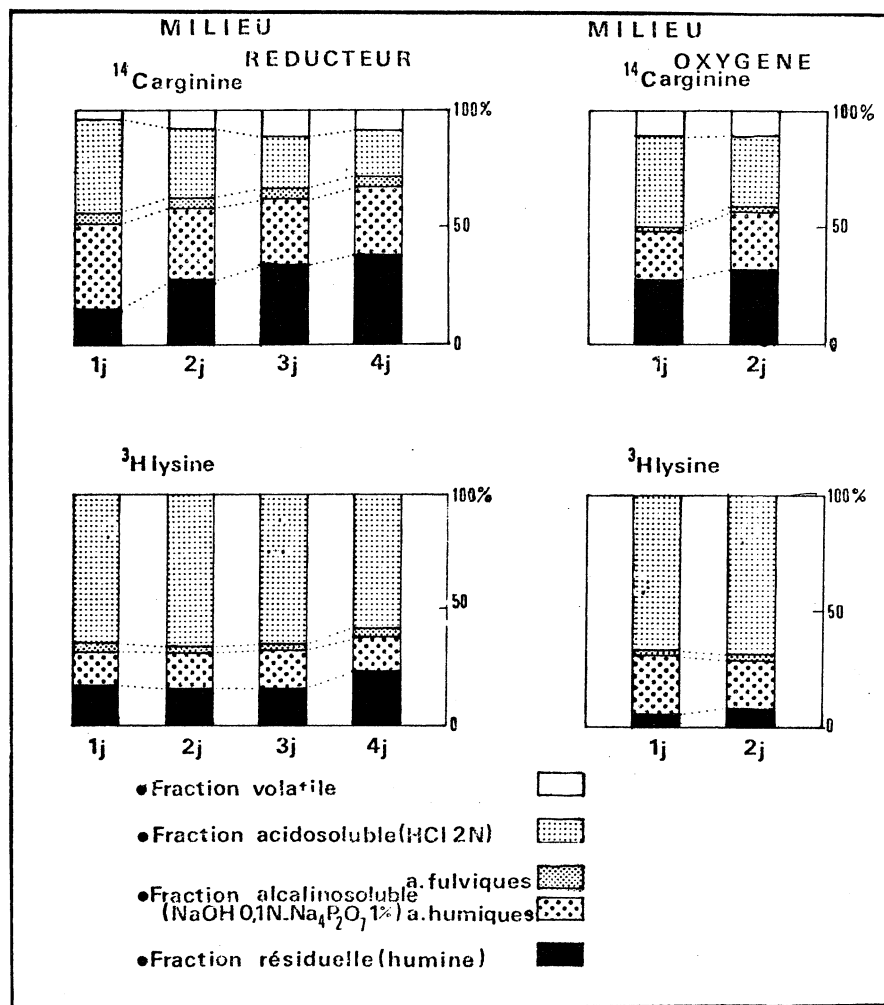 MILIEU
REDUCTEUR
¹⁴Carginine
100%
50
0
1j 2j 3j 4j
MILIEU
OXYGENE
¹⁴Carginine
100%
50
0
1j 2j
³Hlysine
100%
50
0
1j 2j 3j 4j
³Hlysine
100%
50
0
1j 2j
•Fraction volatile
•Fraction acidosoluble(HCl 2N)
•Fraction alcalinosoluble a.fulviques
(NaOH 0,1N-Na₄P₂O₇ 1%) a.humiques
•Fraction résiduelle(humine)